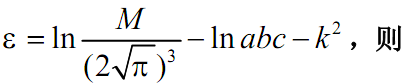 ε = ln M/(2√π)³ − ln abc − k²，则